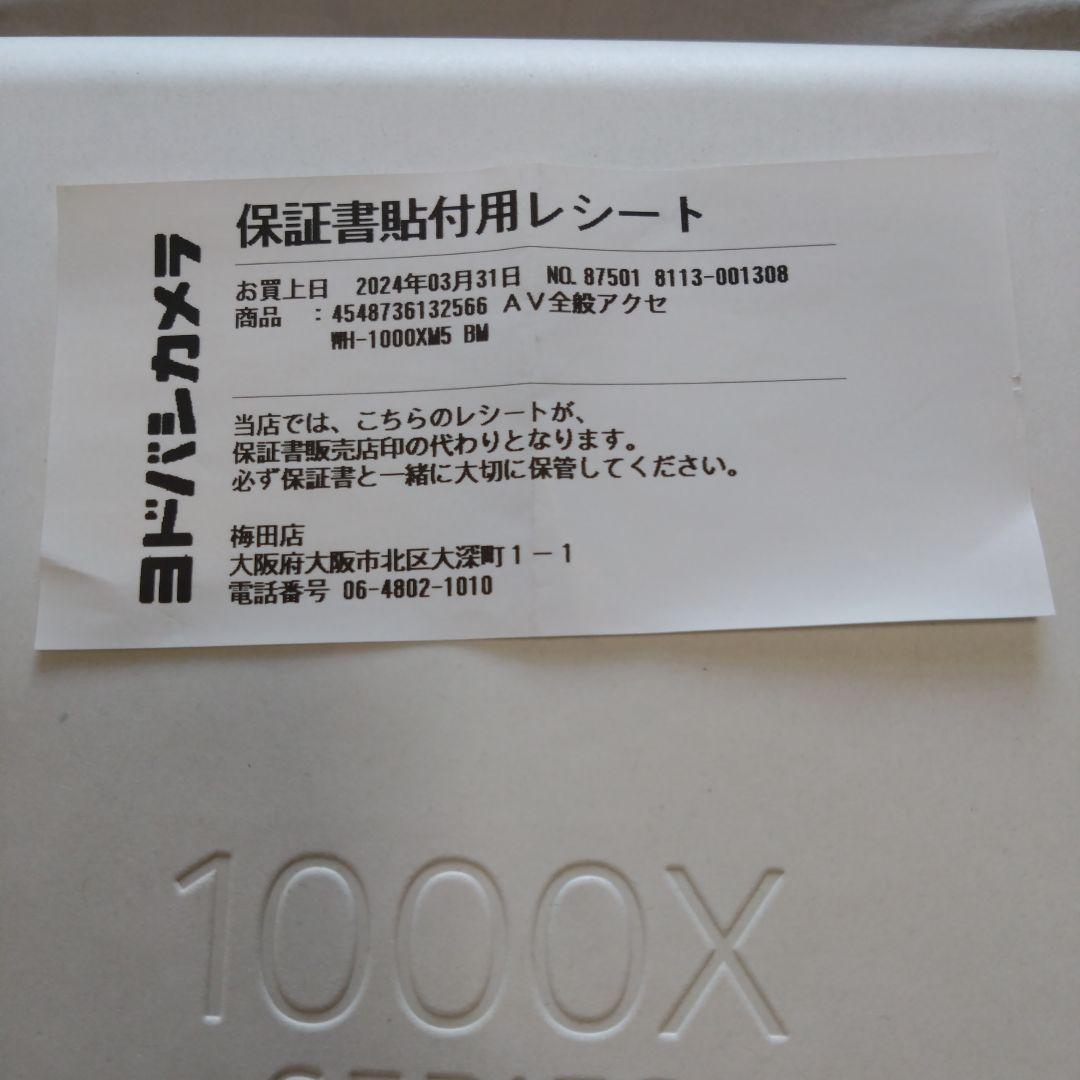 ヨドバシカメラ
保証書貼付用レシート
お買上日 2024年03月31日 NO. 87501 8113-001308
商品 :4548736132566 AV全般アクセ
WH-1000XM5 BM
当店では、こちらのレシートが、
保証書販売店印の代わりとなります。
必ず保証書と一緒に大切に保管してください。
梅田店
大阪府大阪市北区大深町1-1
電話番号 06-4802-1010
1000X
SERIES